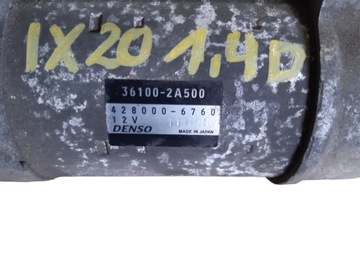 IX20 1,4D
36100-2A500
428000-6760
12V
DENSO MADE IN JAPAN